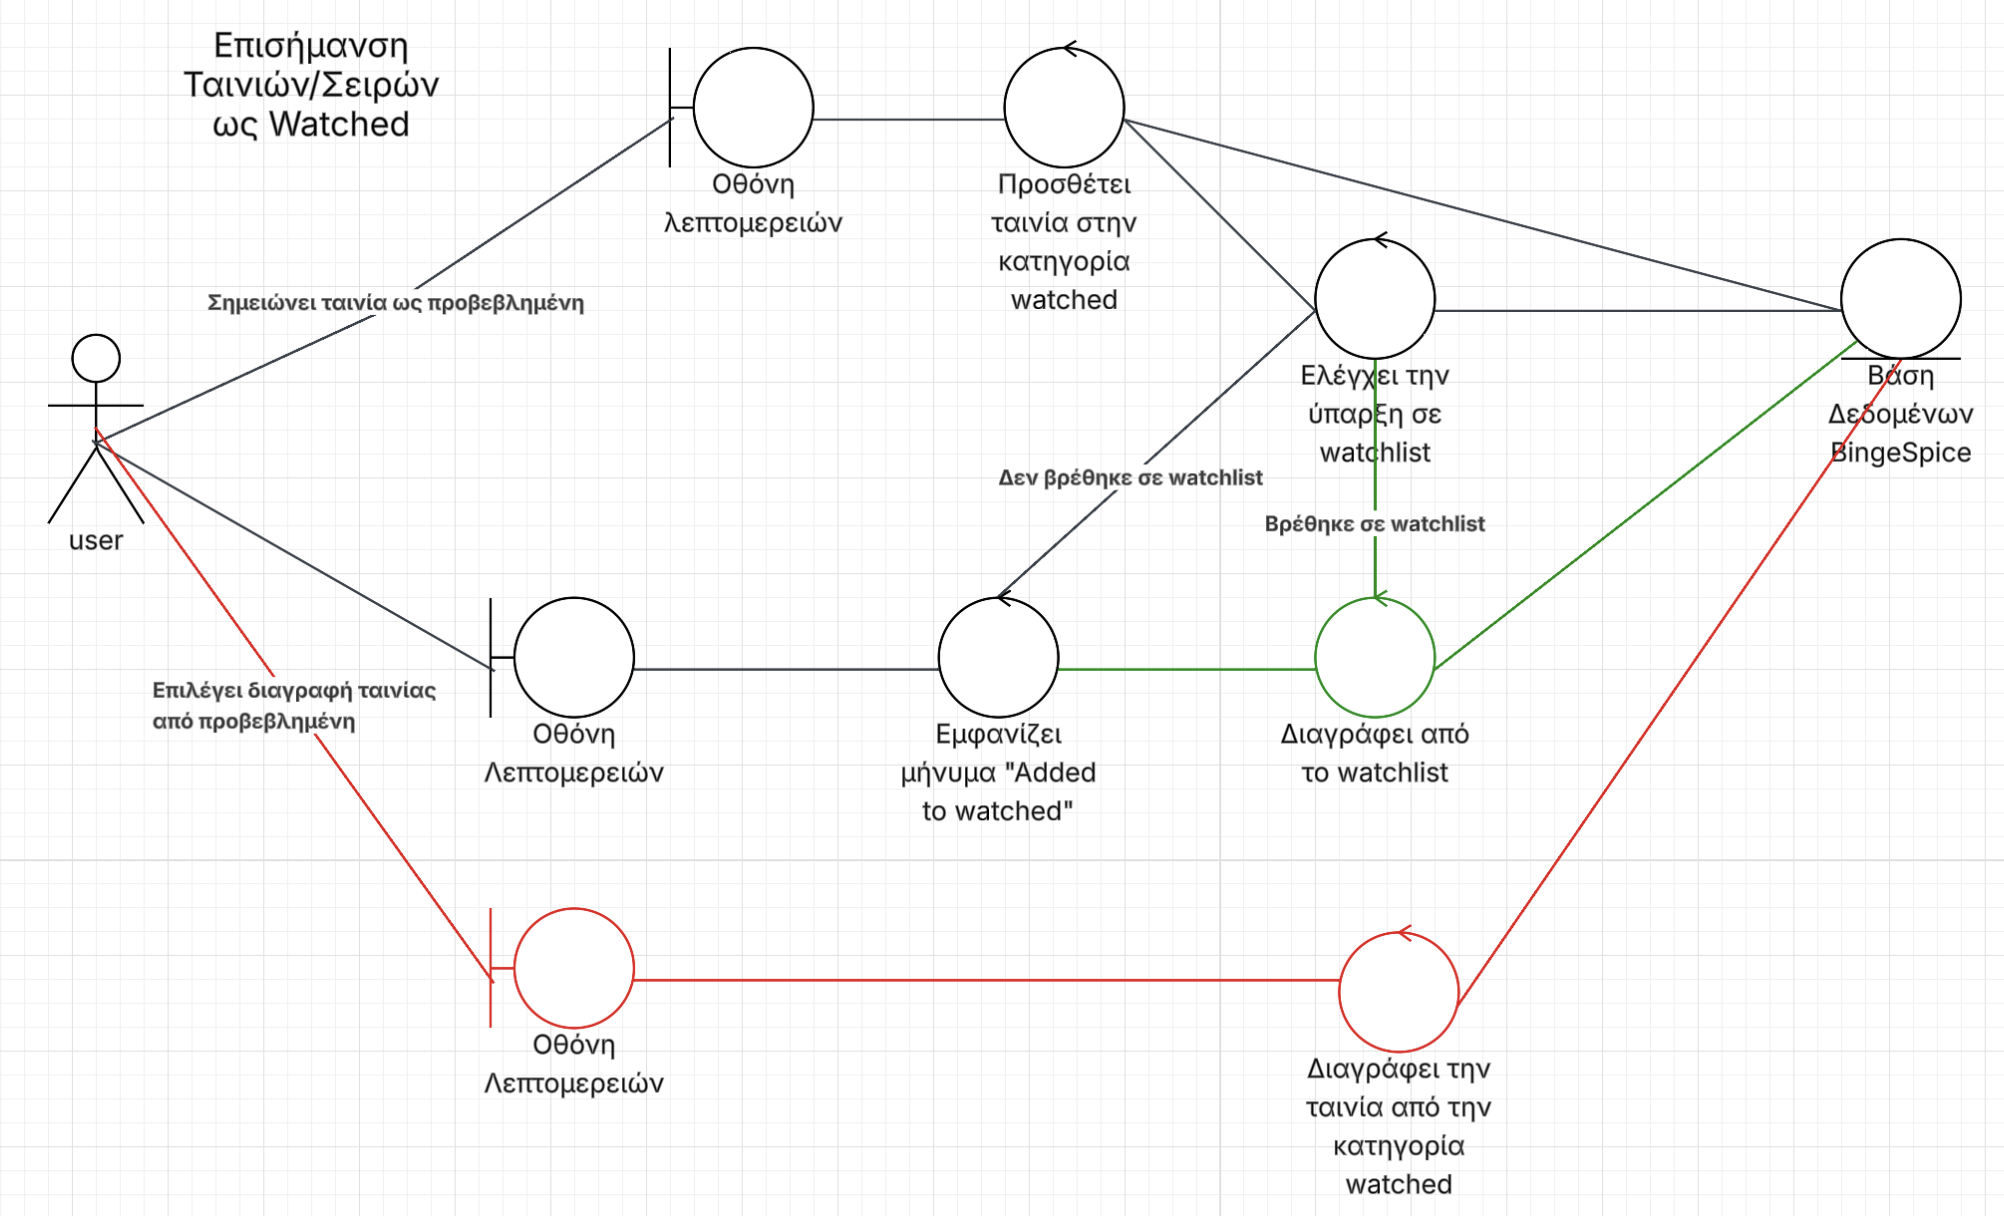 Επισήμανση
Ταινιών/Σειρών
ως Watched
Οθόνη
λεπτομερειών
Προσθέτει
ταινία στην
κατηγορία
watched
Σημειώνει ταινία ως προβεβλημένη
Ελέγχει την
ύπαρξη σε
watchlist
Βάση
Δεδομένων
BingeSpice
Δεν βρέθηκε σε watchlist
Βρέθηκε σε watchlist
user
Επιλέγει διαγραφή ταινίας
από προβεβλημένη
Οθόνη
Λεπτομερειών
Εμφανίζει
μήνυμα "Added
to watched"
Διαγράφει από
το watchlist
Οθόνη
Λεπτομερειών
Διαγράφει την
ταινία από την
κατηγορία
watched